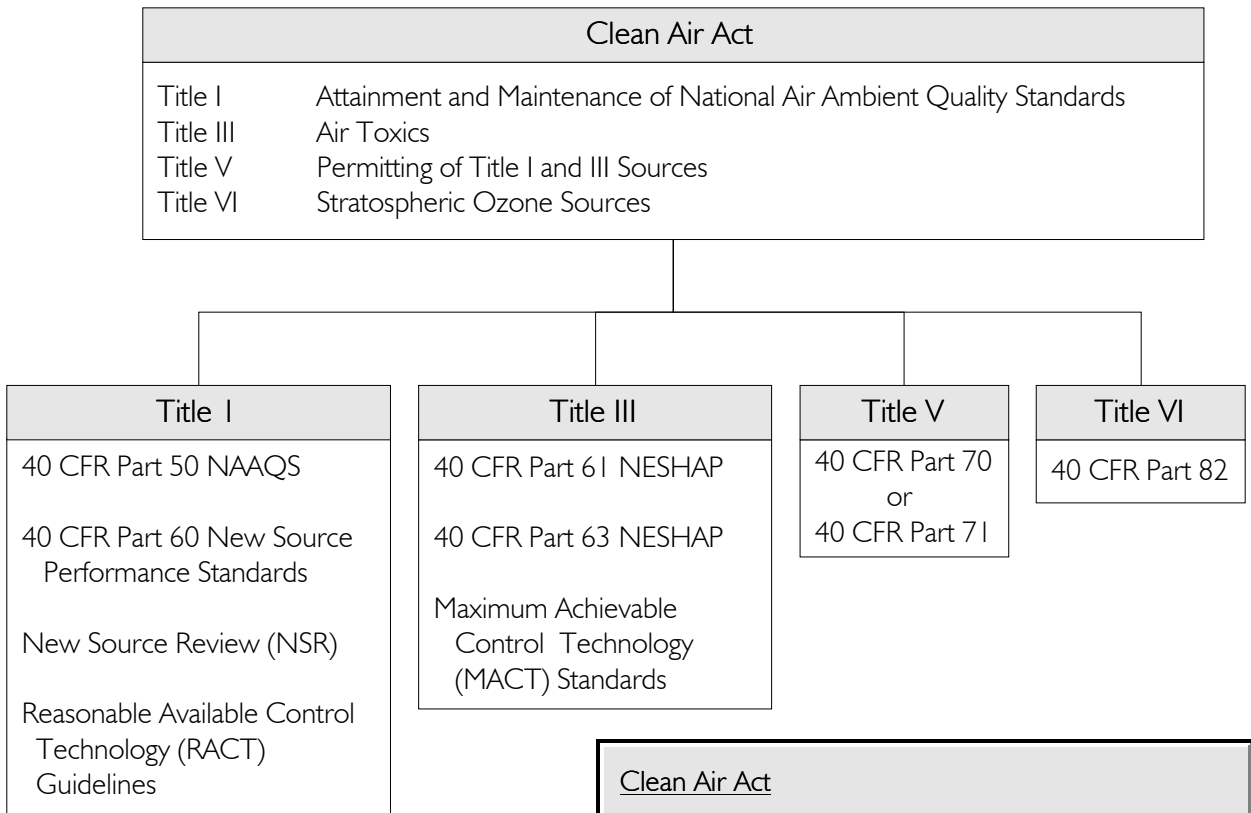 Clean Air Act
Title I Attainment and Maintenance of National Air Ambient Quality Standards
Title III Air Toxics
Title V Permitting of Title I and III Sources
Title VI Stratospheric Ozone Sources
Title 1
40 CFR Part 50 NAAQS
40 CFR Part 60 New Source
Performance Standards
New Source Review (NSR)
Reasonable Available Control
Technology (RACT)
Guidelines
Title III
40 CFR Part 61 NESHAP
40 CFR Part 63 NESHAP
Maximum Achievable
Control Technology
(MACT) Standards
Title V
40 CFR Part 70
or
40 CFR Part 71
Title VI
40 CFR Part 82
Clean Air Act